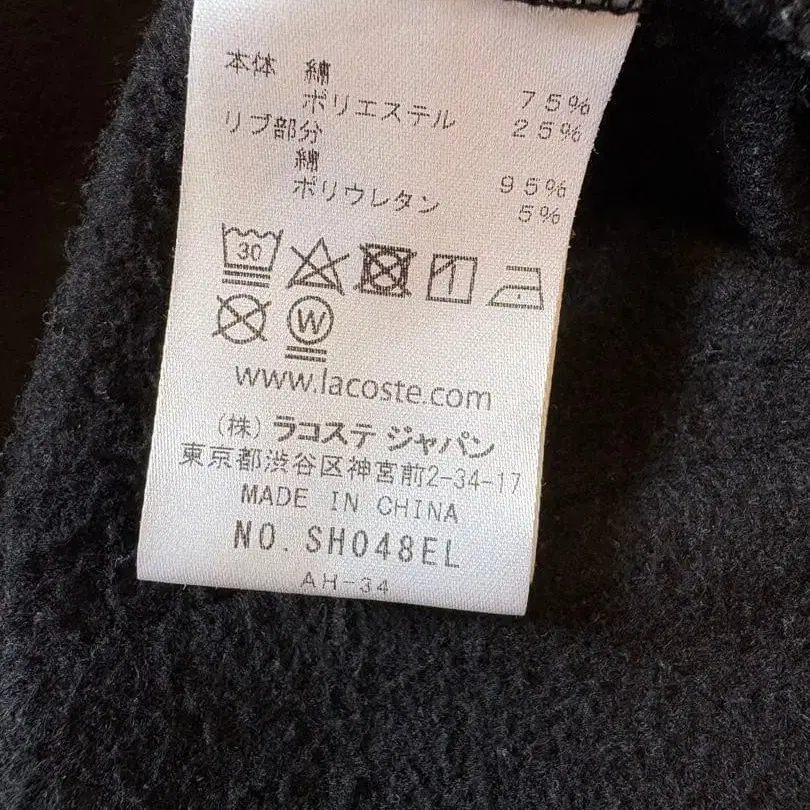 本体 綿 75%
ポリエステル 25%
リブ部分
綿 95%
ポリウレタン 5%
30
W
www.lacoste.com
(株)ラコステ ジャパン
東京都渋谷区神宮前2-34-17
MADE IN CHINA
NO. SH048EL
AH-34